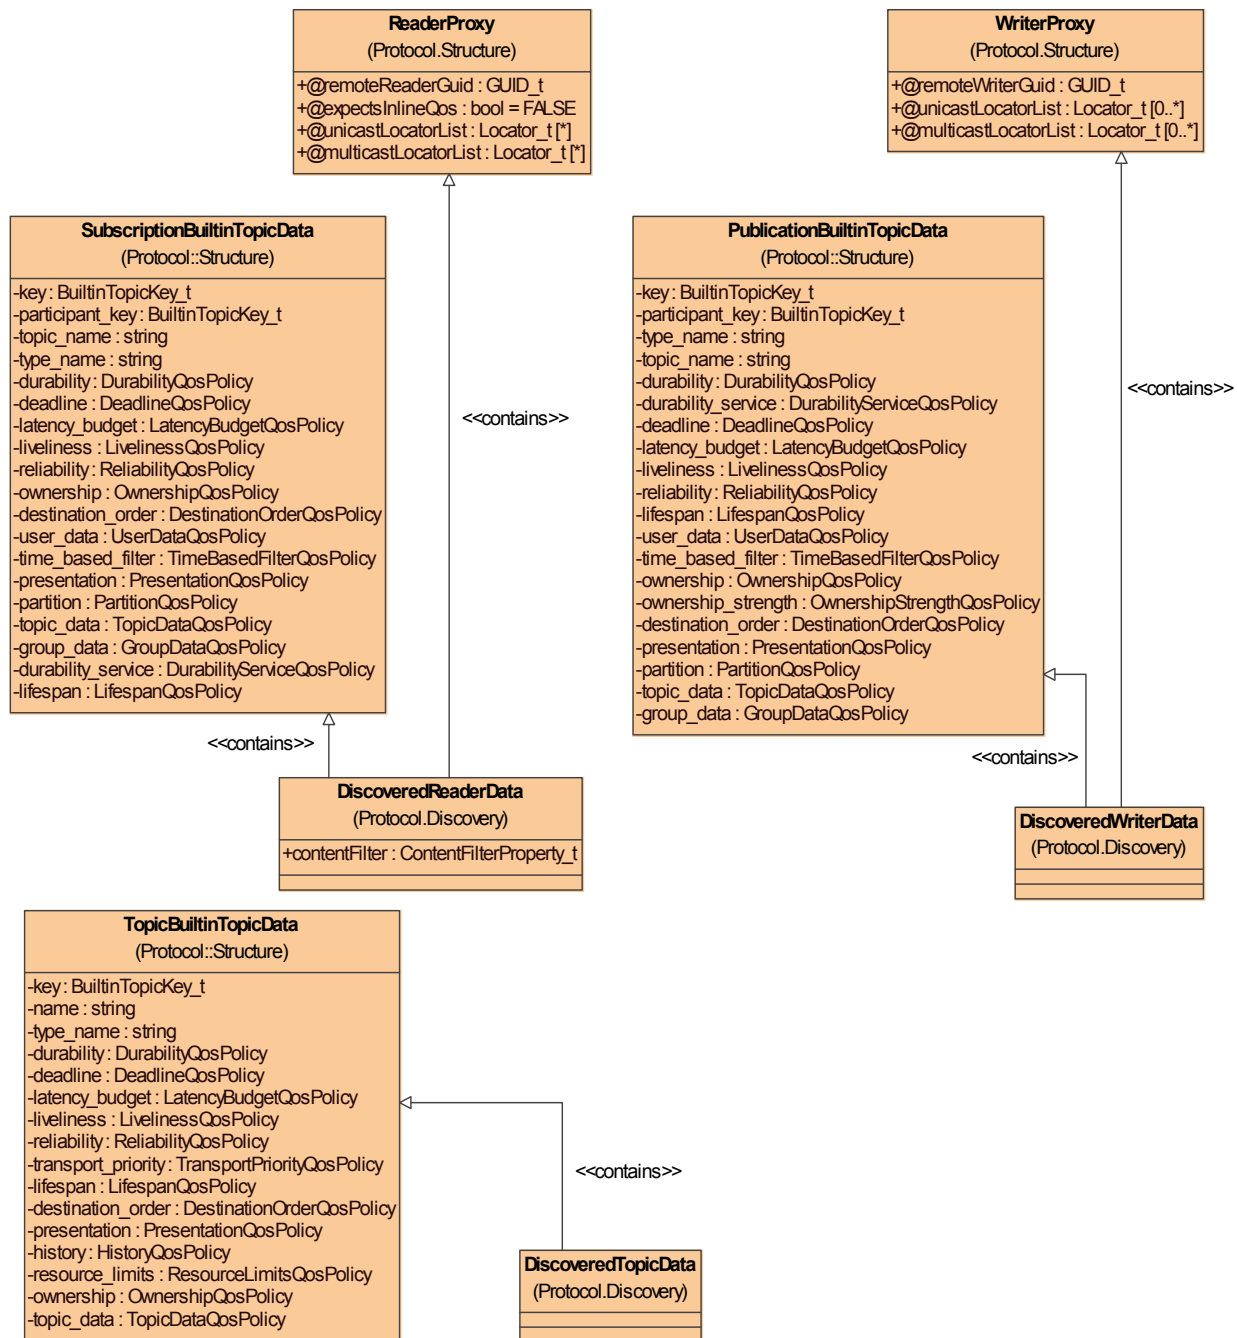 ReaderProxy
(Protocol.Structure)
+@remoteReaderGuid : GUID_t
+@expectsInlineQos : bool = FALSE
+@unicastLocatorList : Locator_t [*]
+@multicastLocatorList : Locator_t [*]
WriterProxy
(Protocol.Structure)
+@remoteWriterGuid : GUID_t
+@unicastLocatorList : Locator_t [0..*]
+@multicastLocatorList : Locator_t [0..*]
SubscriptionBuiltinTopicData
(Protocol::Structure)
-key : BuiltinTopicKey_t
-participant_key : BuiltinTopicKey_t
-topic_name : string
-type_name : string
-durability : DurabilityQosPolicy
-deadline : DeadlineQosPolicy
-latency_budget : LatencyBudgetQosPolicy
-liveliness : LivelinessQosPolicy
-reliability : ReliabilityQosPolicy
-ownership : OwnershipQosPolicy
-destination_order : DestinationOrderQosPolicy
-user_data : UserDataQosPolicy
-time_based_filter : TimeBasedFilterQosPolicy
-presentation : PresentationQosPolicy
-partition : PartitionQosPolicy
-topic_data : TopicDataQosPolicy
-group_data : GroupDataQosPolicy
-durability_service : DurabilityServiceQosPolicy
-lifespan : LifespanQosPolicy
<<contains>>
<<contains>>
PublicationBuiltinTopicData
(Protocol::Structure)
-key : BuiltinTopicKey_t
-participant_key : BuiltinTopicKey_t
-type_name : string
-topic_name : string
-durability : DurabilityQosPolicy
-durability_service : DurabilityServiceQosPolicy
-deadline : DeadlineQosPolicy
-latency_budget : LatencyBudgetQosPolicy
-liveliness : LivelinessQosPolicy
-reliability : ReliabilityQosPolicy
-lifespan : LifespanQosPolicy
-user_data : UserDataQosPolicy
-time_based_filter : TimeBasedFilterQosPolicy
-ownership : OwnershipQosPolicy
-ownership_strength : OwnershipStrengthQosPolicy
-destination_order : DestinationOrderQosPolicy
-presentation : PresentationQosPolicy
-partition : PartitionQosPolicy
-topic_data : TopicDataQosPolicy
-group_data : GroupDataQosPolicy
<<contains>>
<<contains>>
DiscoveredReaderData
(Protocol.Discovery)
+contentFilter : ContentFilterProperty_t
DiscoveredWriterData
(Protocol.Discovery)
TopicBuiltinTopicData
(Protocol::Structure)
-key : BuiltinTopicKey_t
-name : string
-type_name : string
-durability : DurabilityQosPolicy
-deadline : DeadlineQosPolicy
-latency_budget : LatencyBudgetQosPolicy
-liveliness : LivelinessQosPolicy
-reliability : ReliabilityQosPolicy
-transport_priority : TransportPriorityQosPolicy
-lifespan : LifespanQosPolicy
-destination_order : DestinationOrderQosPolicy
-presentation : PresentationQosPolicy
-history : HistoryQosPolicy
-resource_limits : ResourceLimitsQosPolicy
-ownership : OwnershipQosPolicy
-topic_data : TopicDataQosPolicy
<<contains>>
DiscoveredTopicData
(Protocol.Discovery)